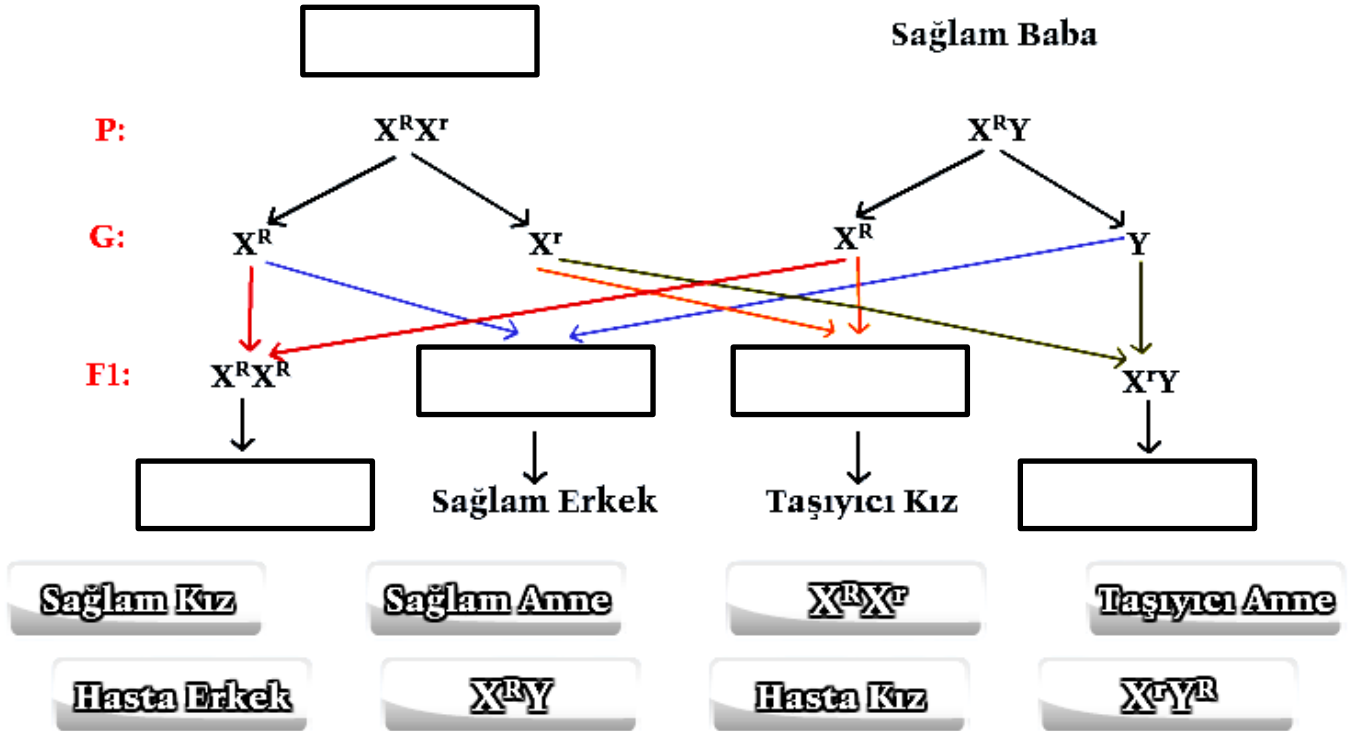 Sağlam Baba
P: XᴿXʳ XᴿY
G: Xᴿ Xʳ Xᴿ Y
F1: XᴿXᴿ XʳY
Sağlam Erkek Taşıyıcı Kız
Sağlam Kız Sağlam Anne XᴿXʳ Taşıyıcı Anne
Hasta Erkek XᴿY Hasta Kız XʳYᴿ